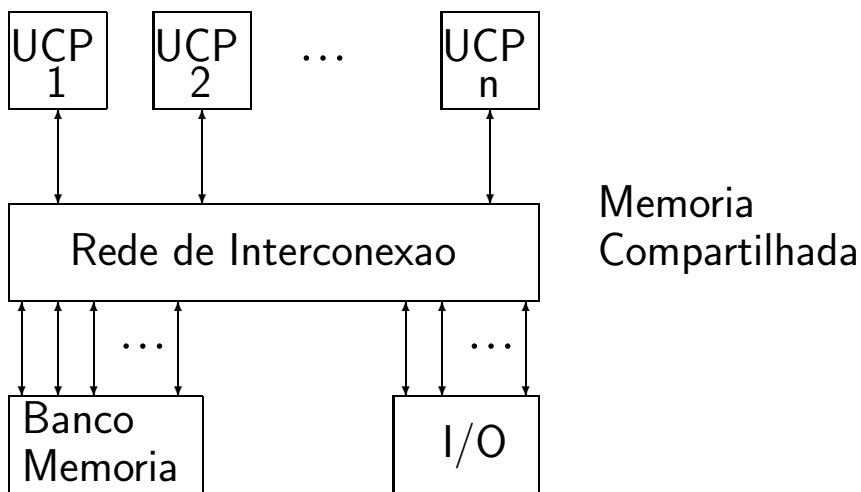 UCP
1
UCP
2
...
UCP
n
Rede de Interconexao
Memoria
Compartilhada
...
...
Banco
Memoria
I/O